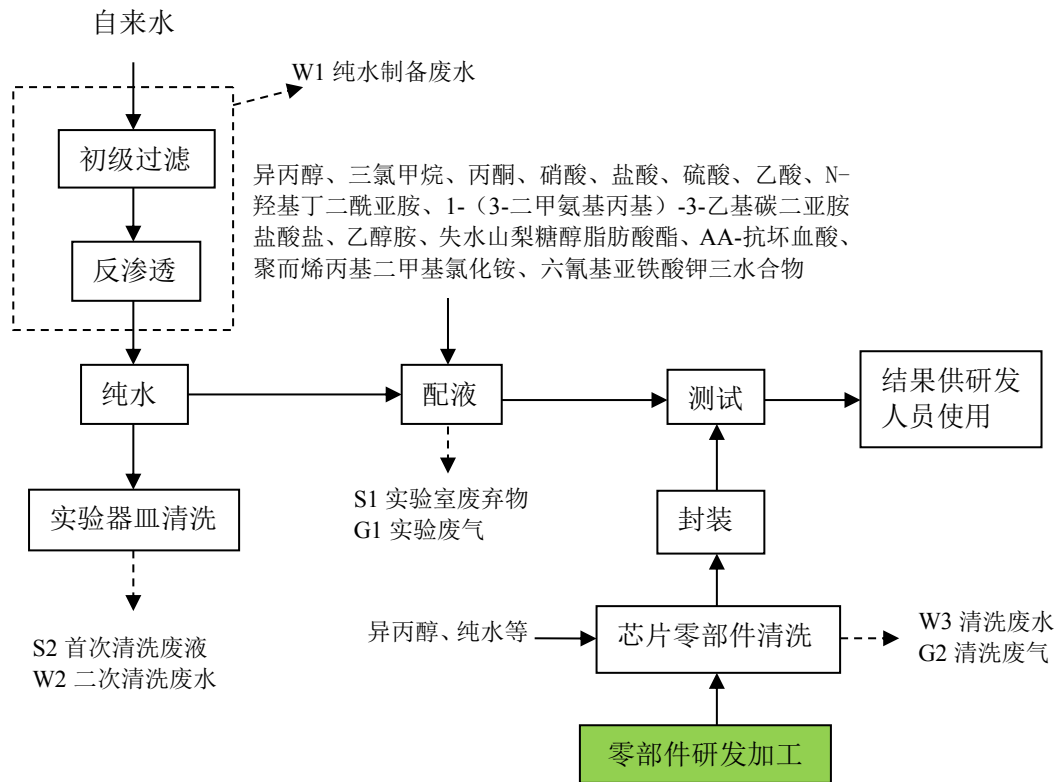 自来水
W1 纯水制备废水
初级过滤
异丙醇、三氯甲烷、丙酮、硝酸、盐酸、硫酸、乙酸、N-
羟基丁二酰亚胺、1-（3-二甲氨基丙基）-3-乙基碳二亚胺
盐酸盐、乙醇胺、失水山梨糖醇脂肪酸酯、AA-抗坏血酸、
聚而烯丙基二甲基氯化铵、六氰基亚铁酸钾三水合物
反渗透
纯水
配液
测试
结果供研发
人员使用
S1 实验室废弃物
G1 实验废气
实验器皿清洗
封装
S2 首次清洗废液
W2 二次清洗废水
异丙醇、纯水等
芯片零部件清洗
W3 清洗废水
G2 清洗废气
零部件研发加工